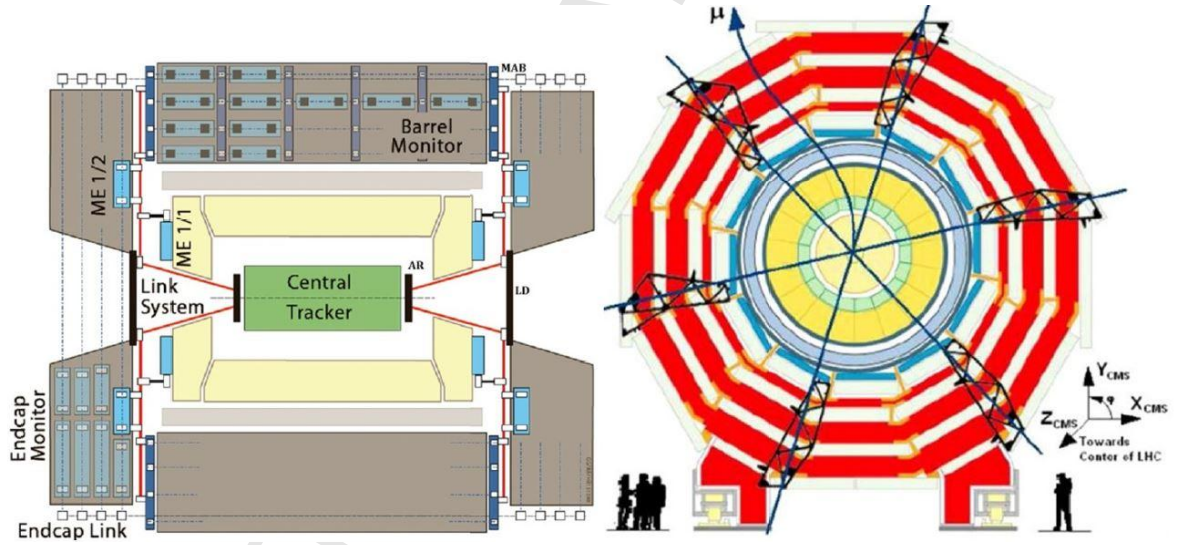 MAB
Barrel
Monitor
ME 1/2
ME 1/1
Link
System
AR
Central
Tracker
LD
Endcap
Monitor
Endcap Link
μ
Y CMS
φ
X CMS
Z CMS
Towards
Center of LHC